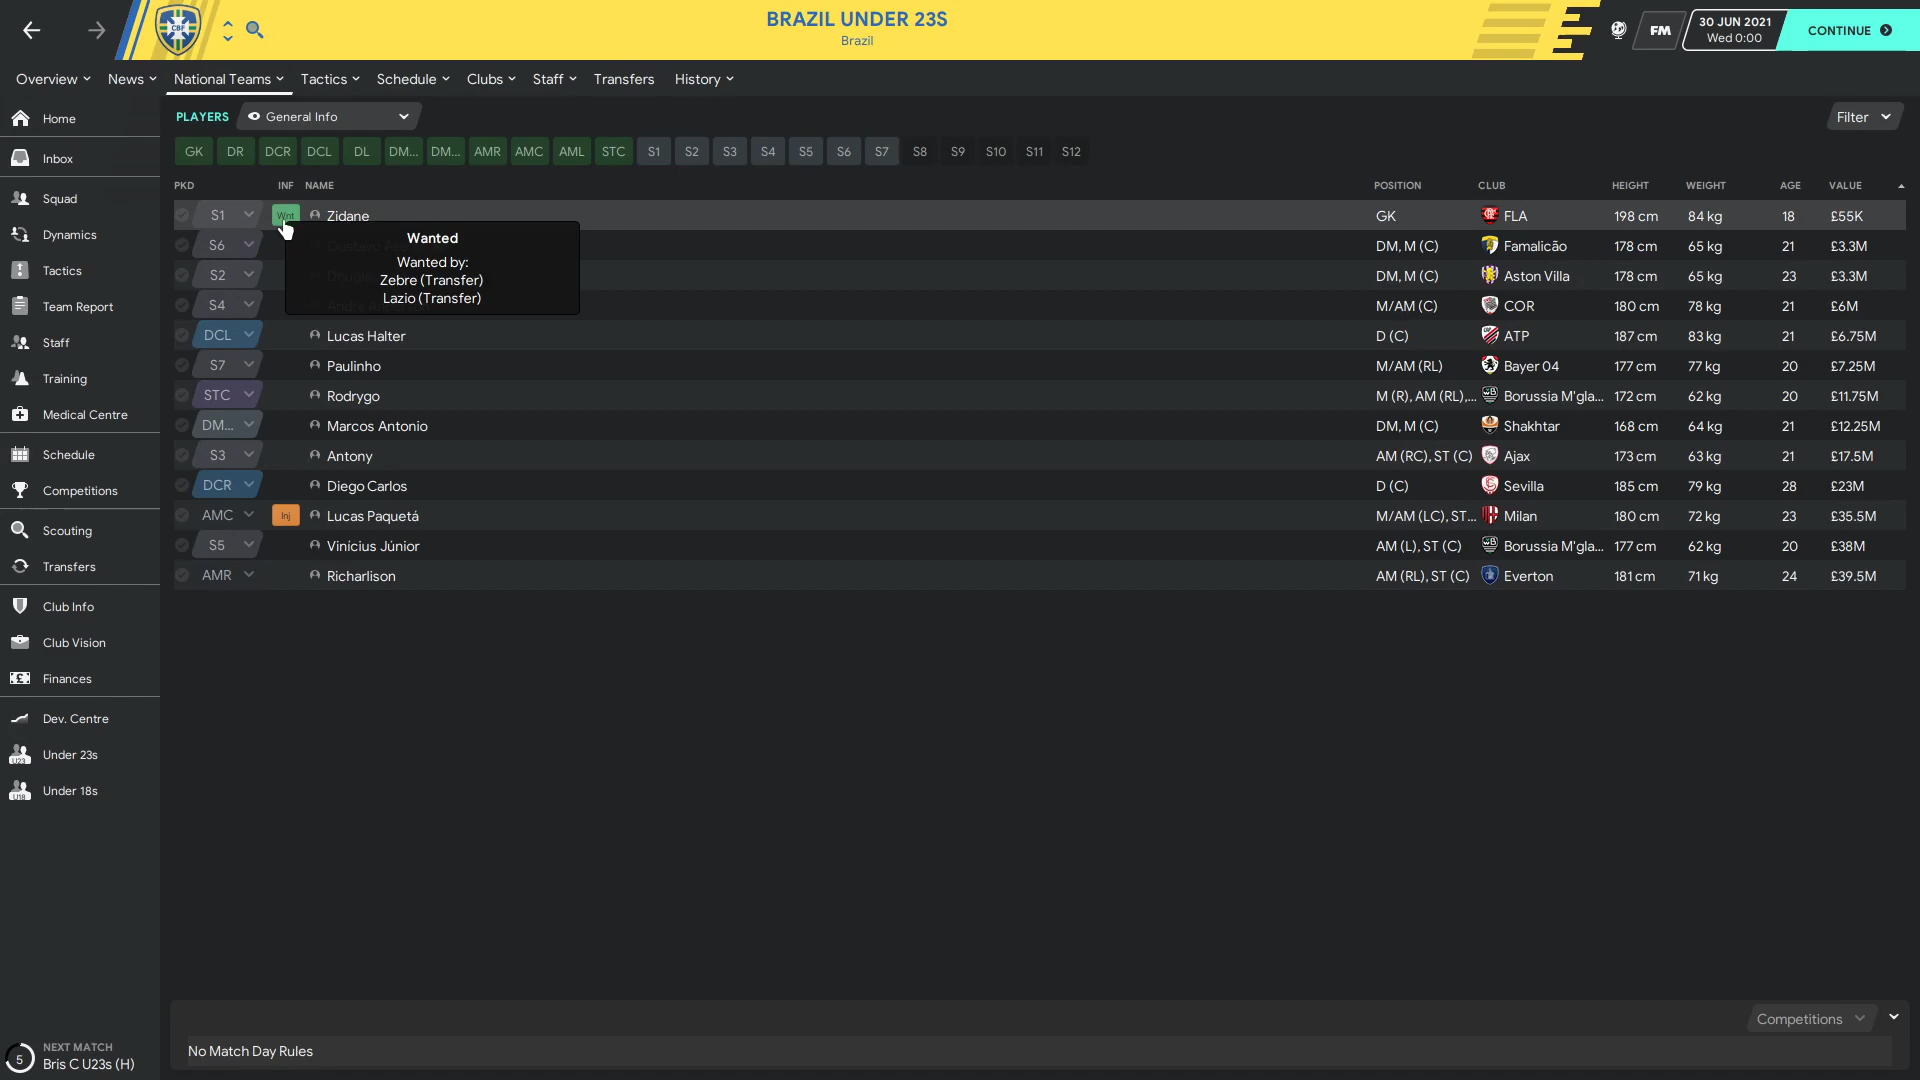 BRAZIL UNDER 23S
Brazil
FM
30 JUN 2021
Wed 0:00
CONTINUE
Overview News National Teams Tactics Schedule Clubs Staff Transfers History
Home
Inbox
Squad
Dynamics
Tactics
Team Report
Staff
Training
Medical Centre
Schedule
Competitions
Scouting
Transfers
Club Info
Club Vision
Finances
Dev. Centre
Under 23s
Under 18s
NEXT MATCH
5 Bris C U23s (H)
PLAYERS General Info Filter
GK DR DCR DCL DL DM... DM... AMR AMC AML STC S1 S2 S3 S4 S5 S6 S7 S8 S9 S10 S11 S12
PKD INF NAME POSITION CLUB HEIGHT WEIGHT AGE VALUE
S1 Wnt Zidane GK FLA 198 cm 84 kg 18 £55K
S6 DM, M (C) Famalicão 178 cm 65 kg 21 £3.3M
S2 DM, M (C) Aston Villa 178 cm 65 kg 23 £3.3M
S4 M/AM (C) COR 180 cm 78 kg 21 £6M
Wanted
Wanted by:
Zebre (Transfer)
Lazio (Transfer)
DCL Lucas Halter D (C) ATP 187 cm 83 kg 21 £6.75M
S7 Paulinho M/AM (RL) Bayer 04 177 cm 77 kg 20 £7.25M
STC Rodrygo M (R), AM (RL),... Borussia M'gla... 172 cm 62 kg 20 £11.75M
DM... Marcos Antonio DM, M (C) Shakhtar 168 cm 64 kg 21 £12.25M
S3 Antony AM (RC), ST (C) Ajax 173 cm 63 kg 21 £17.5M
DCR Diego Carlos D (C) Sevilla 185 cm 79 kg 28 £23M
AMC Inj Lucas Paquetá M/AM (LC), ST... Milan 180 cm 72 kg 23 £35.5M
S5 Vinícius Júnior AM (L), ST (C) Borussia M'gla... 177 cm 62 kg 20 £38M
AMR Richarlison AM (RL), ST (C) Everton 181 cm 71 kg 24 £39.5M
Competitions
No Match Day Rules